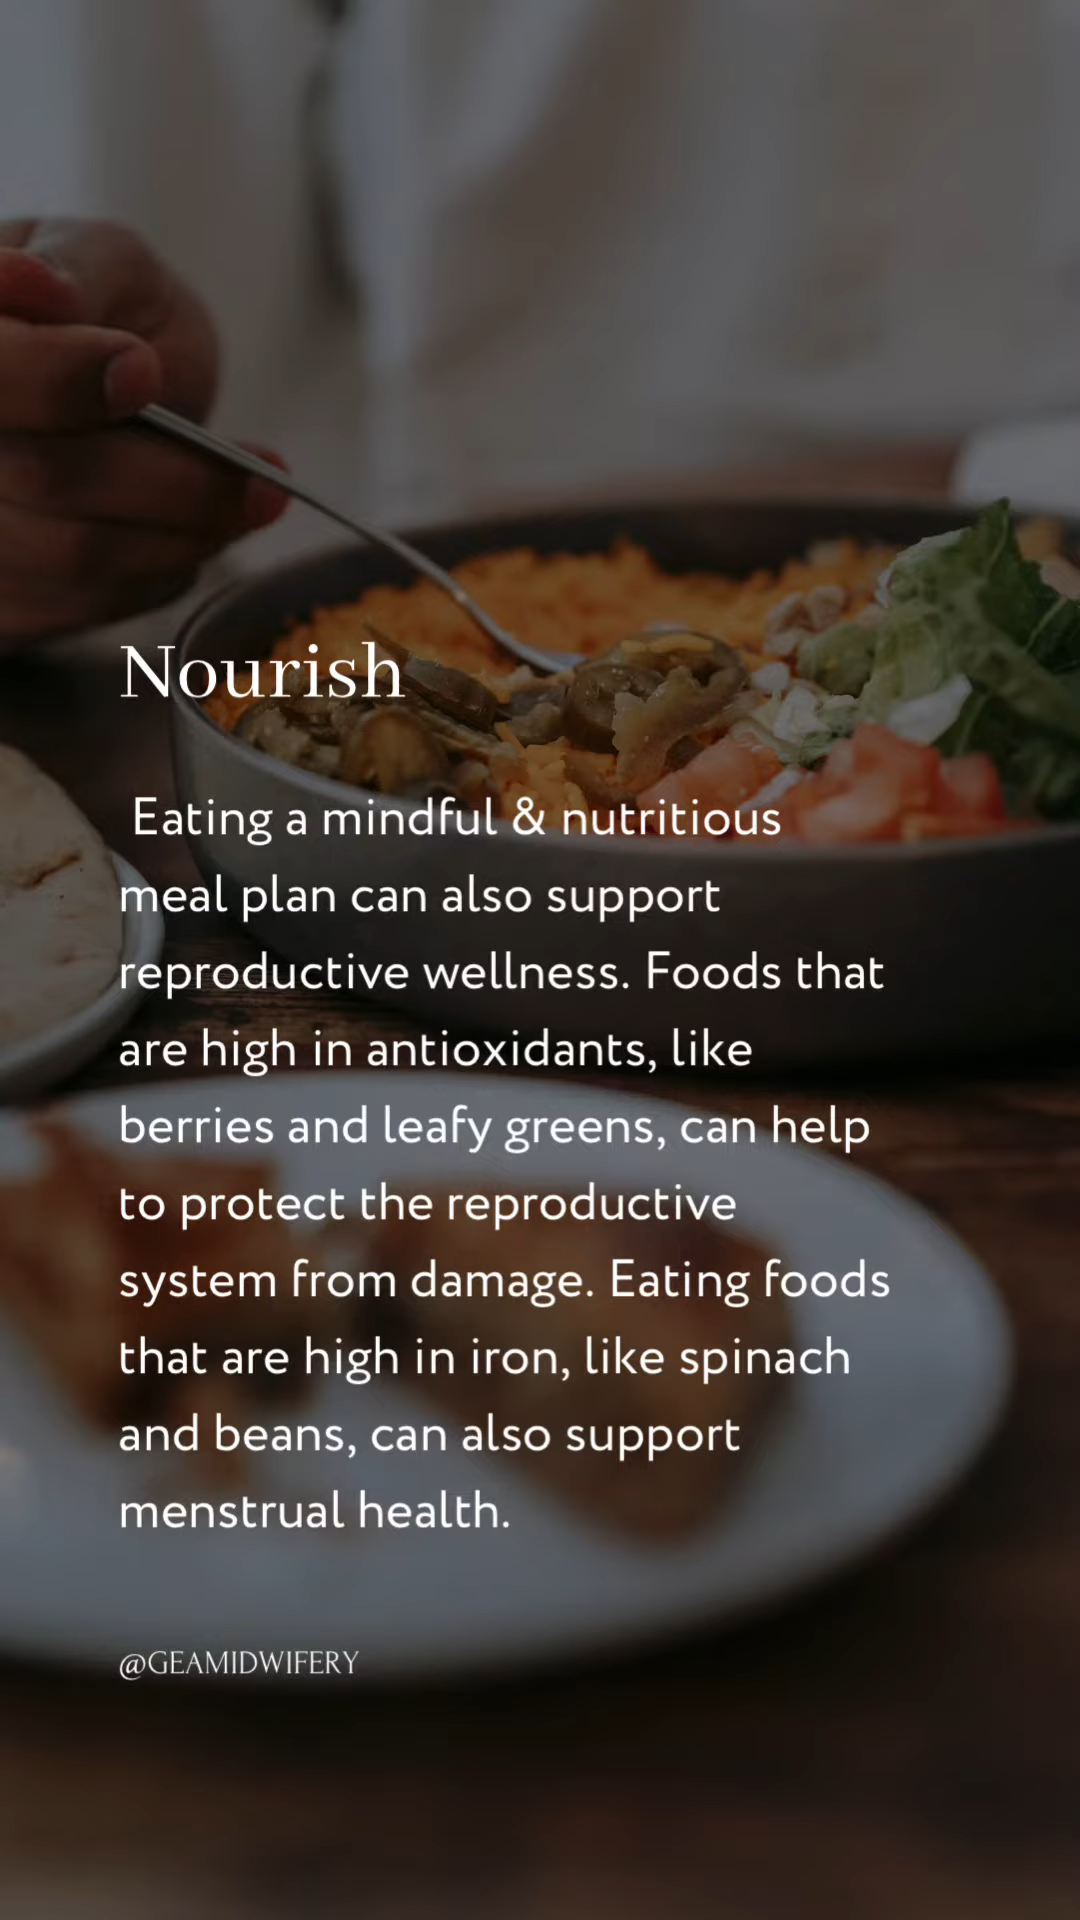 Nourish
Eating a mindful & nutritious
meal plan can also support
reproductive wellness. Foods that
are high in antioxidants, like
berries and leafy greens, can help
to protect the reproductive
system from damage. Eating foods
that are high in iron, like spinach
and beans, can also support
menstrual health.
@GEAMIDWIFERY